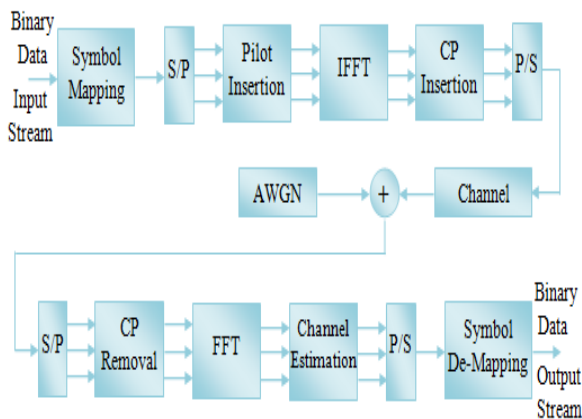 Binary
Data
Input
Stream
Symbol
Mapping
S/P
Pilot
Insertion
IFFT
CP
Insertion
P/S
AWGN
+
Channel
S/P
CP
Removal
FFT
Channel
Estimation
P/S
Symbol
De-Mapping
Binary
Data
Output
Stream